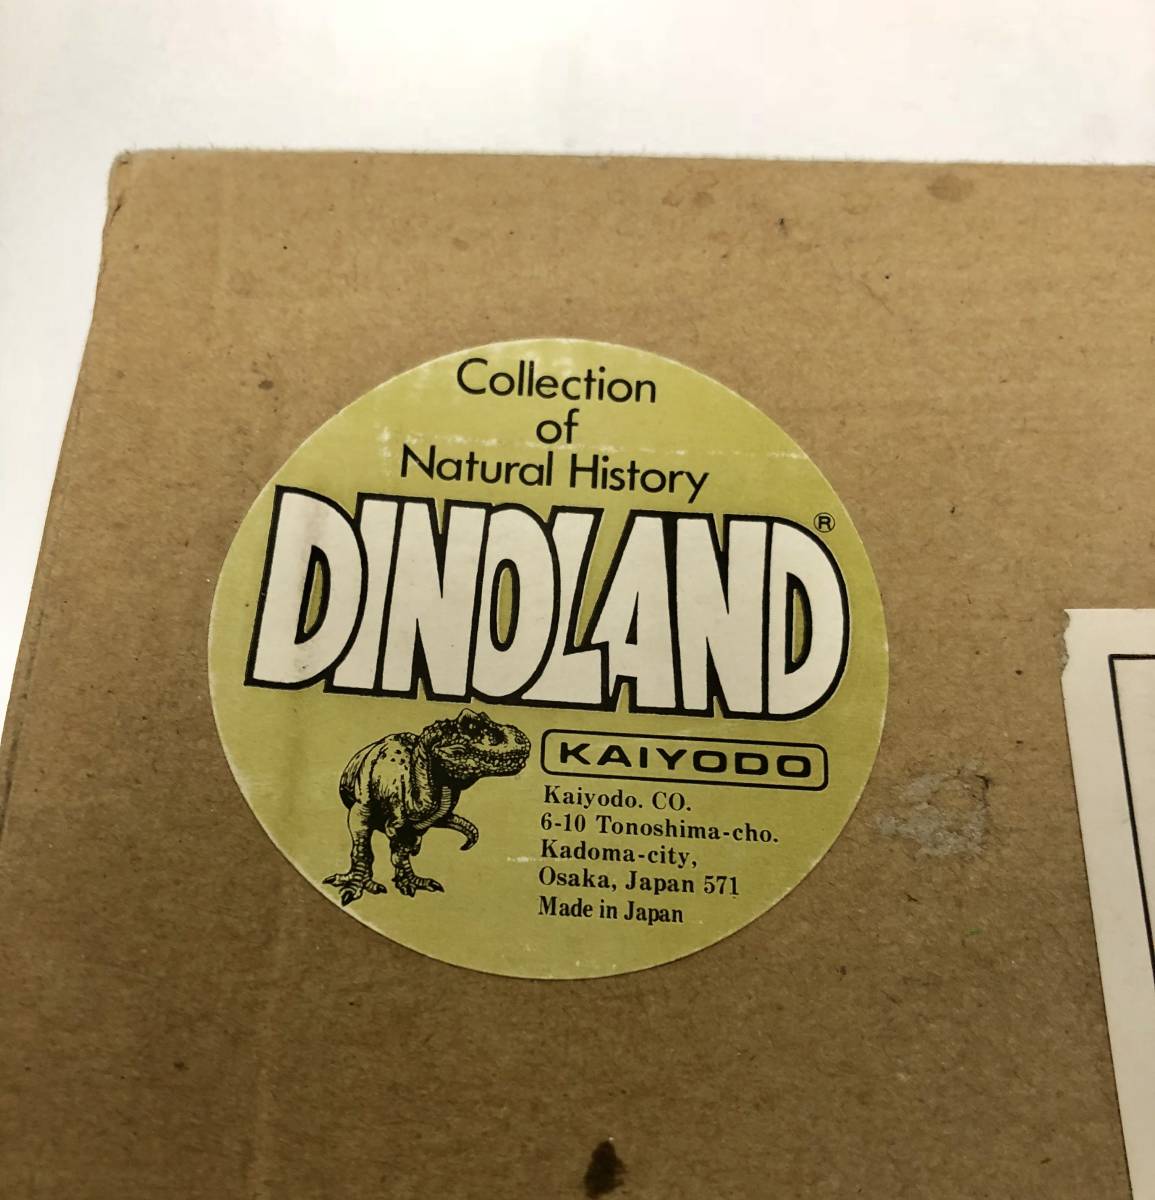 Collection
of
Natural History
DINOLAND®
KAIYODO
Kaiyodo. CO.
6-10 Tonoshima-cho.
Kadoma-city,
Osaka, Japan 571
Made in Japan